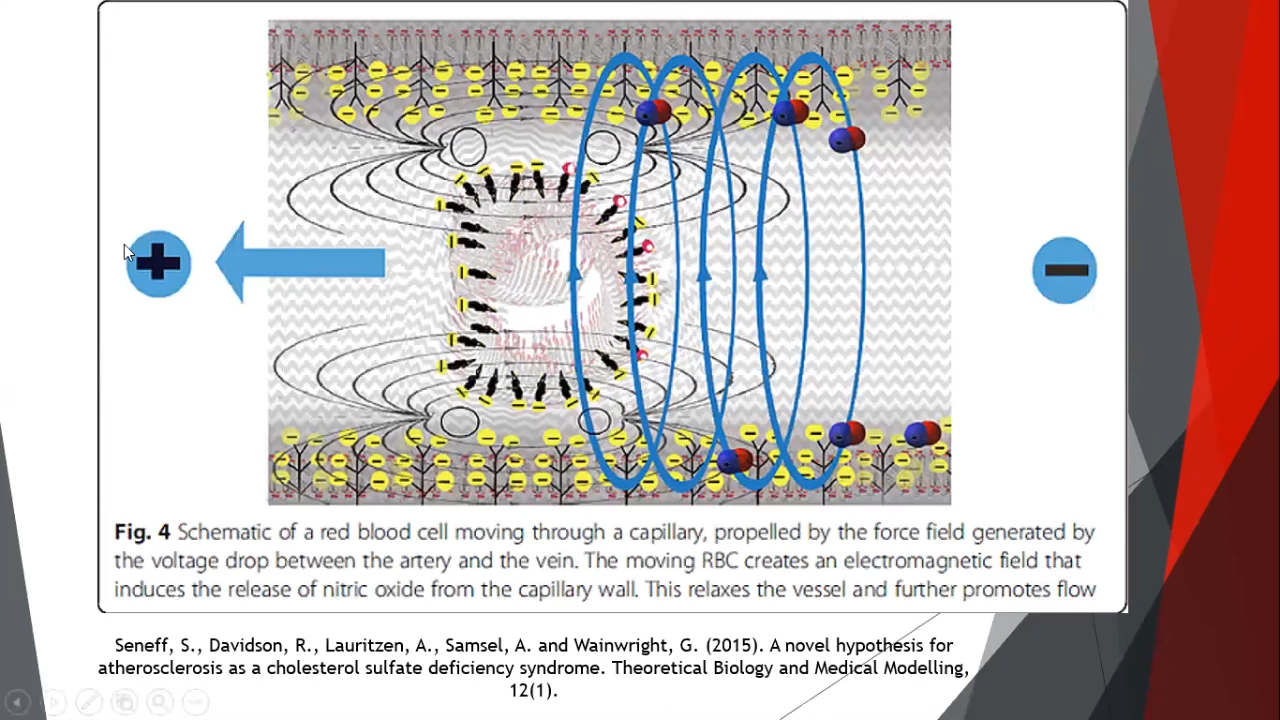 Fig. 4 Schematic of a red blood cell moving through a capillary, propelled by the force field generated by
the voltage drop between the artery and the vein. The moving RBC creates an electromagnetic field that
induces the release of nitric oxide from the capillary wall. This relaxes the vessel and further promotes flow
Seneff, S., Davidson, R., Lauritzen, A., Samsel, A. and Wainwright, G. (2015). A novel hypothesis for
atherosclerosis as a cholesterol sulfate deficiency syndrome. Theoretical Biology and Medical Modelling,
12(1).